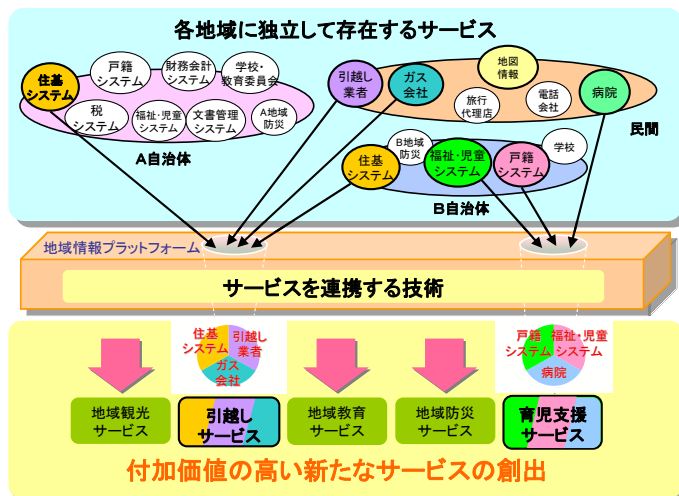 各地域に独立して存在するサービス
住基
システム
戸籍
システム
財務会計
システム
学校・
教育委員会
税
システム
福祉・児童
システム
文書管理
システム
A地域
防災
A自治体
引越し
業者
ガス
会社
地図
情報
旅行
代理店
電話
会社
病院
民間
住基
システム
B地域
防災
福祉・児童
システム
戸籍
システム
学校
B自治体
地域情報プラットフォーム
サービスを連携する技術
住基
システム
引越し
業者
ガス
会社
戸籍
システム
福祉・児童
システム
病院
地域観光
サービス
引越し
サービス
地域教育
サービス
地域防災
サービス
育児支援
サービス
付加価値の高い新たなサービスの創出